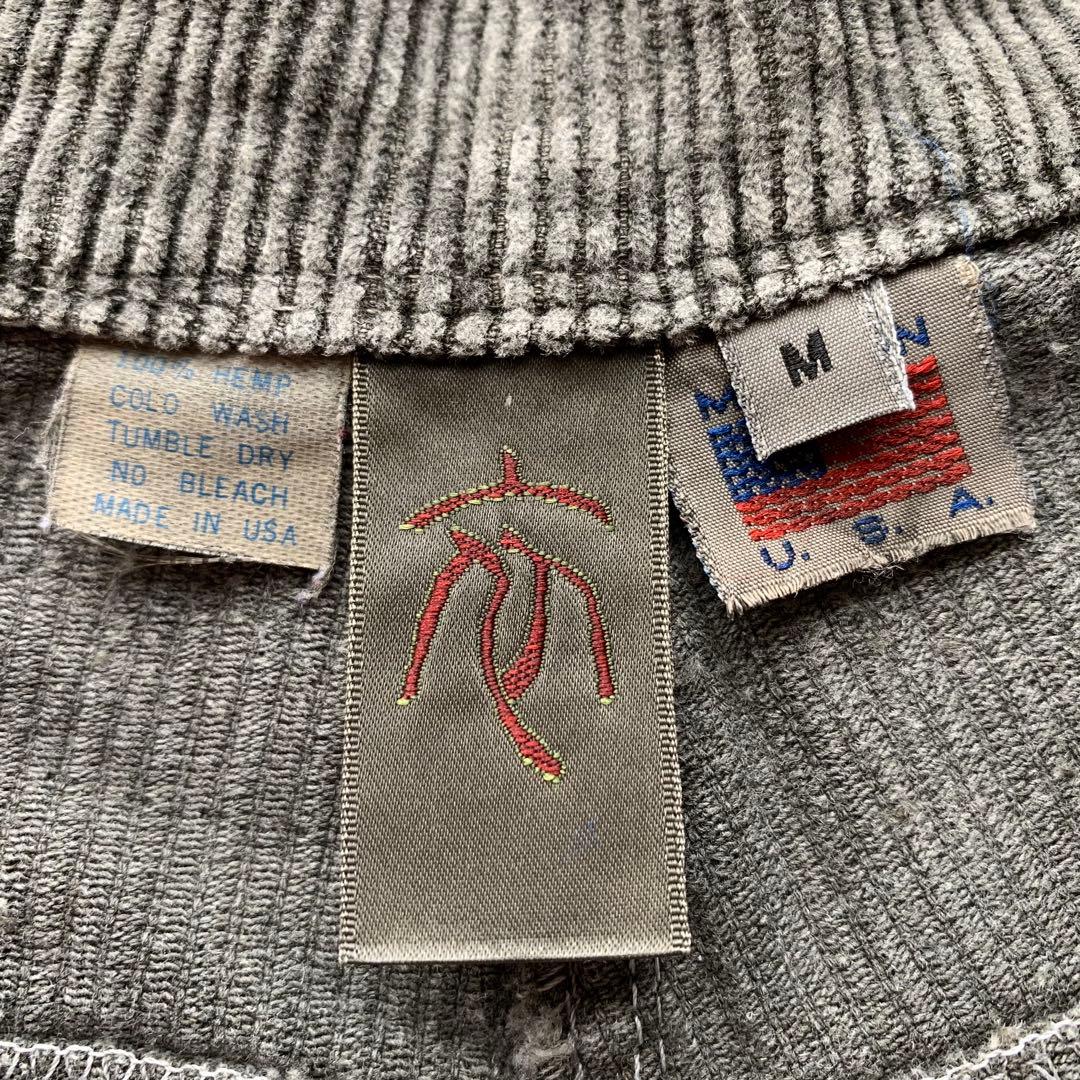 100% HEMP
COLD WASH
TUMBLE DRY
NO BLEACH
MADE IN USA
M
U. S. A.